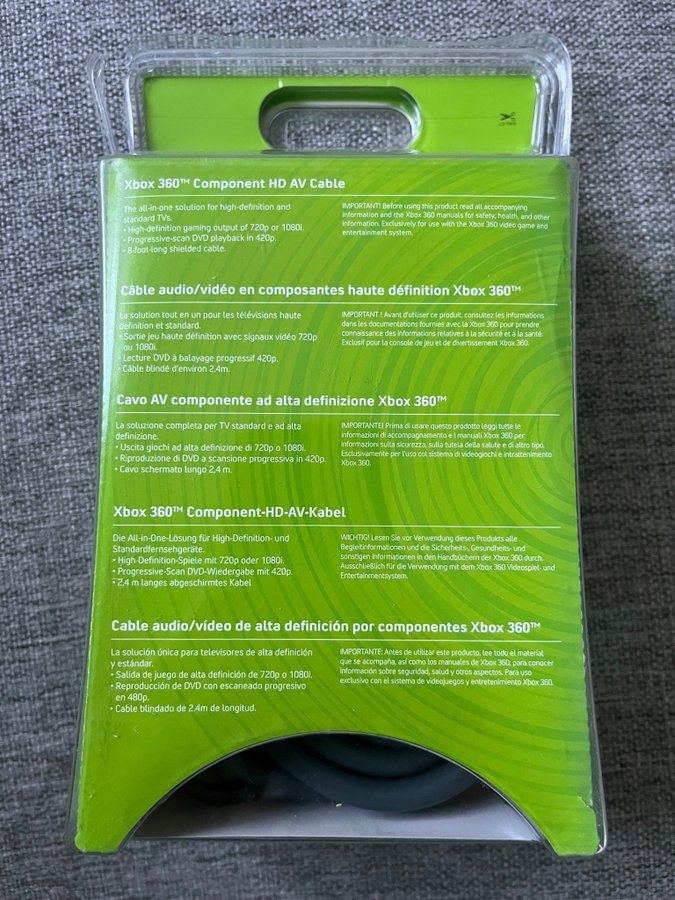 Xbox 360™ Component HD AV Cable
The all-in-one solution for high-definition and
standard TVs.
• High-definition gaming output of 720p or 1080i.
• Progressive-scan DVD playback in 420p.
• 8-foot-long shielded cable.
IMPORTANT! Before using this product read all accompanying
information and the Xbox 360 manuals for safety, health, and other
information. Exclusively for use with the Xbox 360 video game and
entertainment system.
Câble audio/vidéo en composantes haute définition Xbox 360™
La solution tout en un pour les télévisions haute
définition et standard.
• Sortie jeu haute définition avec signaux vidéo 720p
ou 1080i.
• Lecture DVD à balayage progressif 420p.
• Câble blindé d'environ 2.4m.
IMPORTANT ! Avant d'utiliser ce produit, consultez les informations
dans les documentations fournies avec la Xbox 360 pour prendre
connaissance des informations relatives à la sécurité et à la santé.
Exclusif pour la console de jeu et de divertissement Xbox 360.
Cavo AV componente ad alta definizione Xbox 360™
La soluzione completa per TV standard e ad alta
definizione.
• Uscita giochi ad alta definizione di 720p o 1080i.
• Riproduzione di DVD a scansione progressiva in 420p.
• Cavo schermato lungo 2,4 m.
IMPORTANTE! Prima di usare questo prodotto leggi tutte le
informazioni di accompagnamento e i manuali Xbox 360 per
informazioni sulla sicurezza, sulla tutela della salute e di altro tipo.
Esclusivamente per l'uso col sistema di videogiochi e intrattenimento
Xbox 360.
Xbox 360™ Component-HD-AV-Kabel
Die All-in-One-Lösung für High-Definition- und
Standardfernsehgeräte.
• High-Definition-Spiele mit 720p oder 1080i.
• Progressive-Scan DVD-Wiedergabe mit 420p.
• 2,4 m langes abgeschirmtes Kabel
WICHTIG! Lesen Sie vor Verwendung dieses Produkts alle
Begleitinformationen und die Sicherheits-, Gesundheits- und
sonstigen Informationen in den Handbüchern der Xbox 360 durch.
Ausschließlich für die Verwendung mit dem Xbox 360 Videospiel- und
Entertainmentsystem.
Cable audio/vídeo de alta definición por componentes Xbox 360™
La solución única para televisores de alta definición
y estándar.
• Salida de juego de alta definición de 720p o 1080i.
• Reproducción de DVD con escaneado progresivo
en 480p.
• Cable blindado de 2.4m de longitud.
IMPORTANTE: Antes de utilizar este producto, lee todo el material
que se acompaña, así como los manuales de Xbox 360, para conocer
información sobre seguridad, salud y otros aspectos. Para uso
exclusivo con el sistema de videojuegos y entretenimiento Xbox 360.